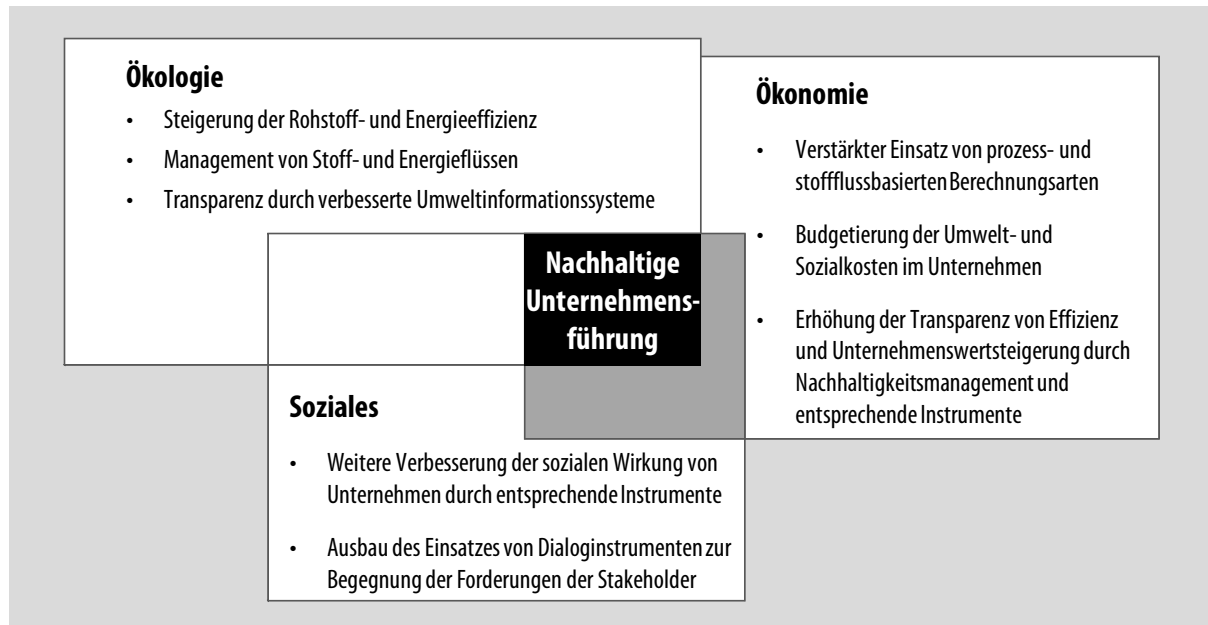 Ökologie
• Steigerung der Rohstoff- und Energieeffizienz
• Management von Stoff- und Energieflüssen
• Transparenz durch verbesserte Umweltinformationssysteme
Ökonomie
• Verstärkter Einsatz von prozess- und
stoffflussbasierten Berechnungsarten
• Budgetierung der Umwelt- und
Sozialkosten im Unternehmen
• Erhöhung der Transparenz von Effizienz
und Unternehmenswertsteigerung durch
Nachhaltigkeitsmanagement und
entsprechende Instrumente
Nachhaltige
Unternehmens-
führung
Soziales
• Weitere Verbesserung der sozialen Wirkung von
Unternehmen durch entsprechende Instrumente
• Ausbau des Einsatzes von Dialoginstrumenten zur
Begegnung der Forderungen der Stakeholder